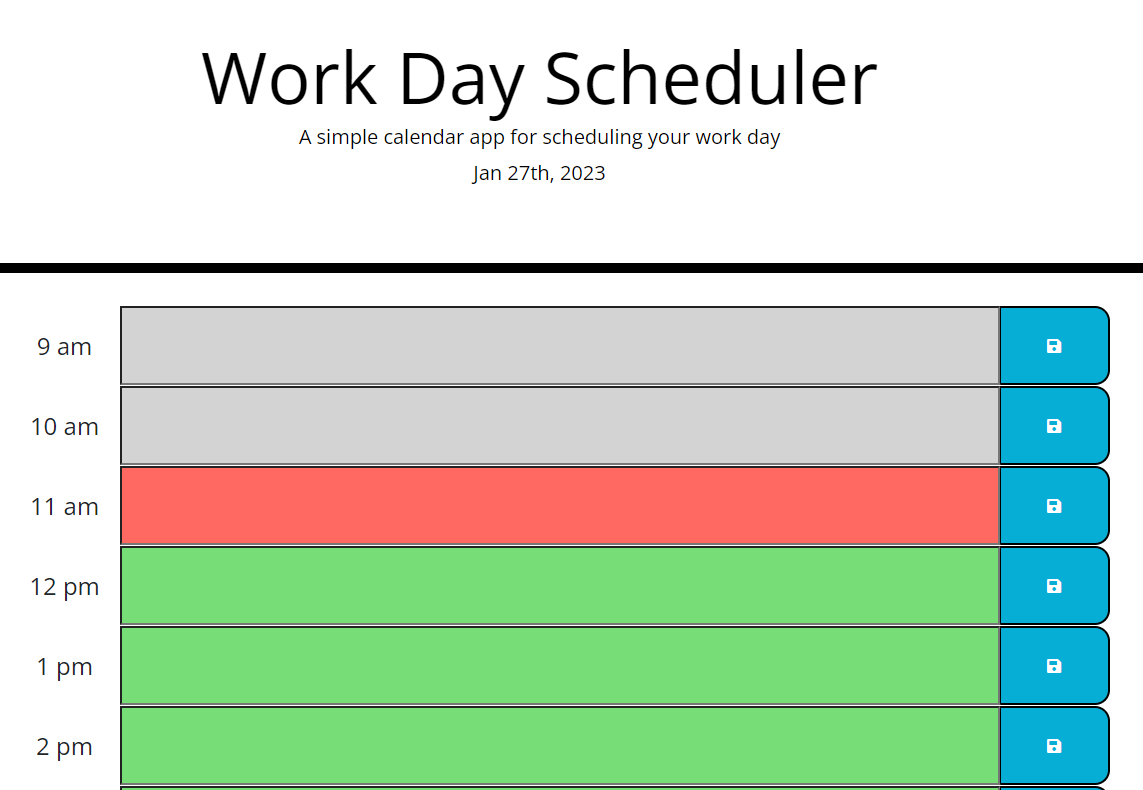 Work Day Scheduler
A simple calendar app for scheduling your work day
Jan 27th, 2023
9 am
10 am
11 am
12 pm
1 pm
2 pm